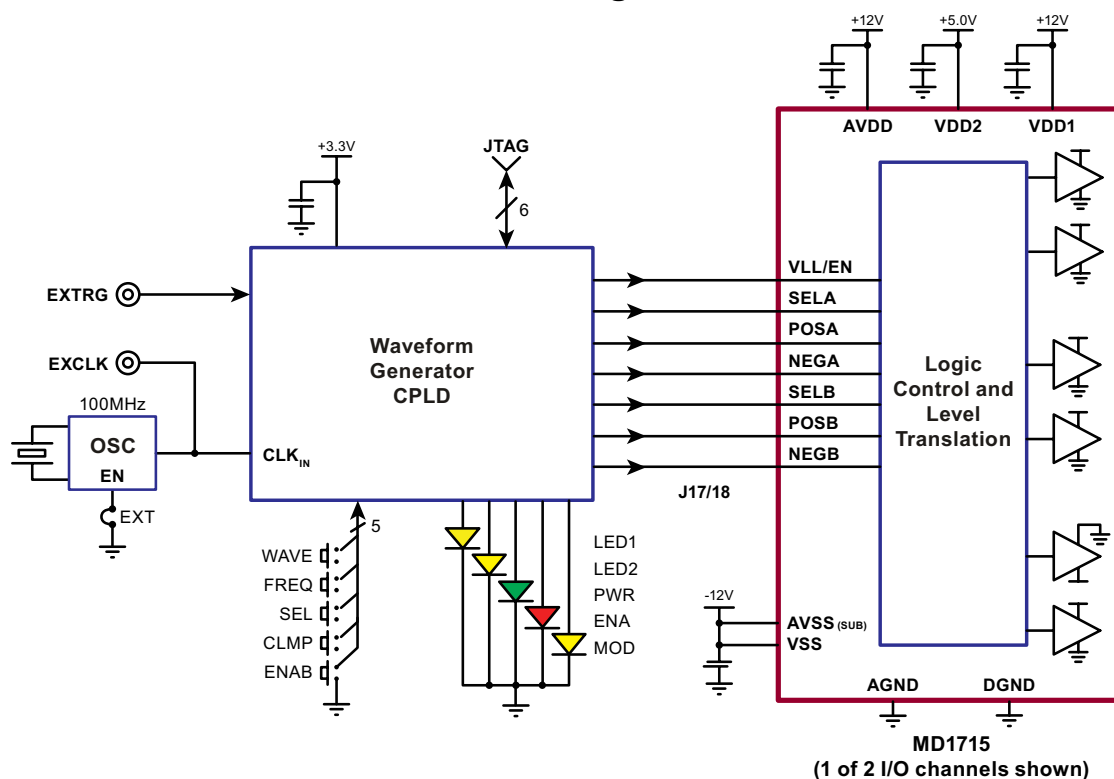 +12V
+5.0V
+12V
AVDD
VDD2
VDD1
+3.3V
JTAG
6
EXTRG
EXCLK
100MHz
OSC
EN
EXT
CLKIN
Waveform
Generator
CPLD
VLL/EN
SELA
POSA
NEGA
SELB
POSB
NEGB
J17/18
Logic
Control and
Level
Translation
5
WAVE
FREQ
SEL
CLMP
ENAB
LED1
LED2
PWR
ENA
MOD
-12V
AVSS (SUB)
VSS
AGND
DGND
MD1715
(1 of 2 I/O channels shown)